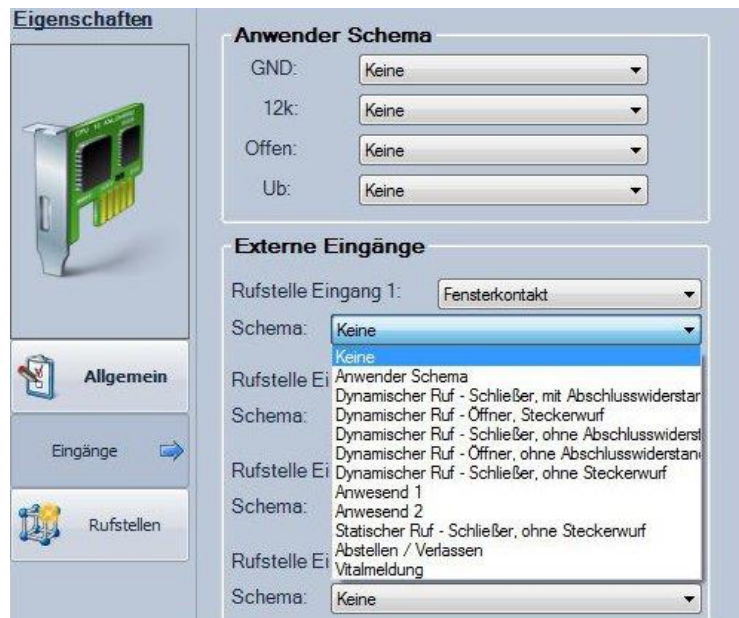 Eigenschaften
Anwender Schema
GND: Keine
12k: Keine
Offen: Keine
Ub: Keine
Externe Eingänge
Rufstelle Eingang 1: Fensterkontakt
Schema: Keine
Keine
Anwender Schema
Dynamischer Ruf - Schließer, mit Abschlusswiderstan
Dynamischer Ruf - Öffner, Steckerwurf
Dynamischer Ruf - Schließer, ohne Abschlusswiderst
Dynamischer Ruf - Öffner, ohne Abschlusswiderstan
Dynamischer Ruf - Schließer, ohne Steckerwurf
Anwesend 1
Anwesend 2
Statischer Ruf - Schließer, ohne Steckerwurf
Abstellen / Verlassen
Vitalmeldung
Rufstelle Ei
Schema:
Rufstelle Ei
Schema:
Rufstelle Ei
Schema: Keine
Allgemein
Eingänge
Rufstellen